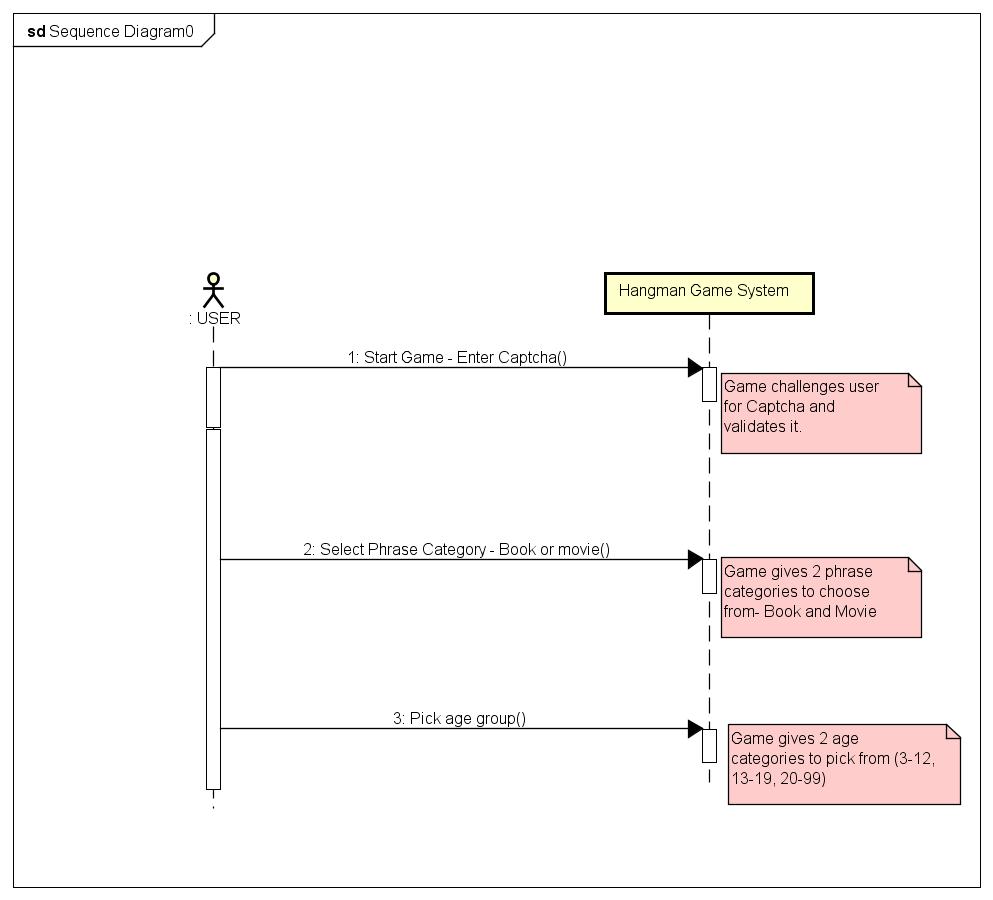 sd Sequence Diagram0
: USER
Hangman Game System
1: Start Game - Enter Captcha()
Game challenges user
for Captcha and
validates it.
2: Select Phrase Category - Book or movie()
Game gives 2 phrase
categories to choose
from- Book and Movie
3: Pick age group()
Game gives 2 age
categories to pick from (3-12,
13-19, 20-99)